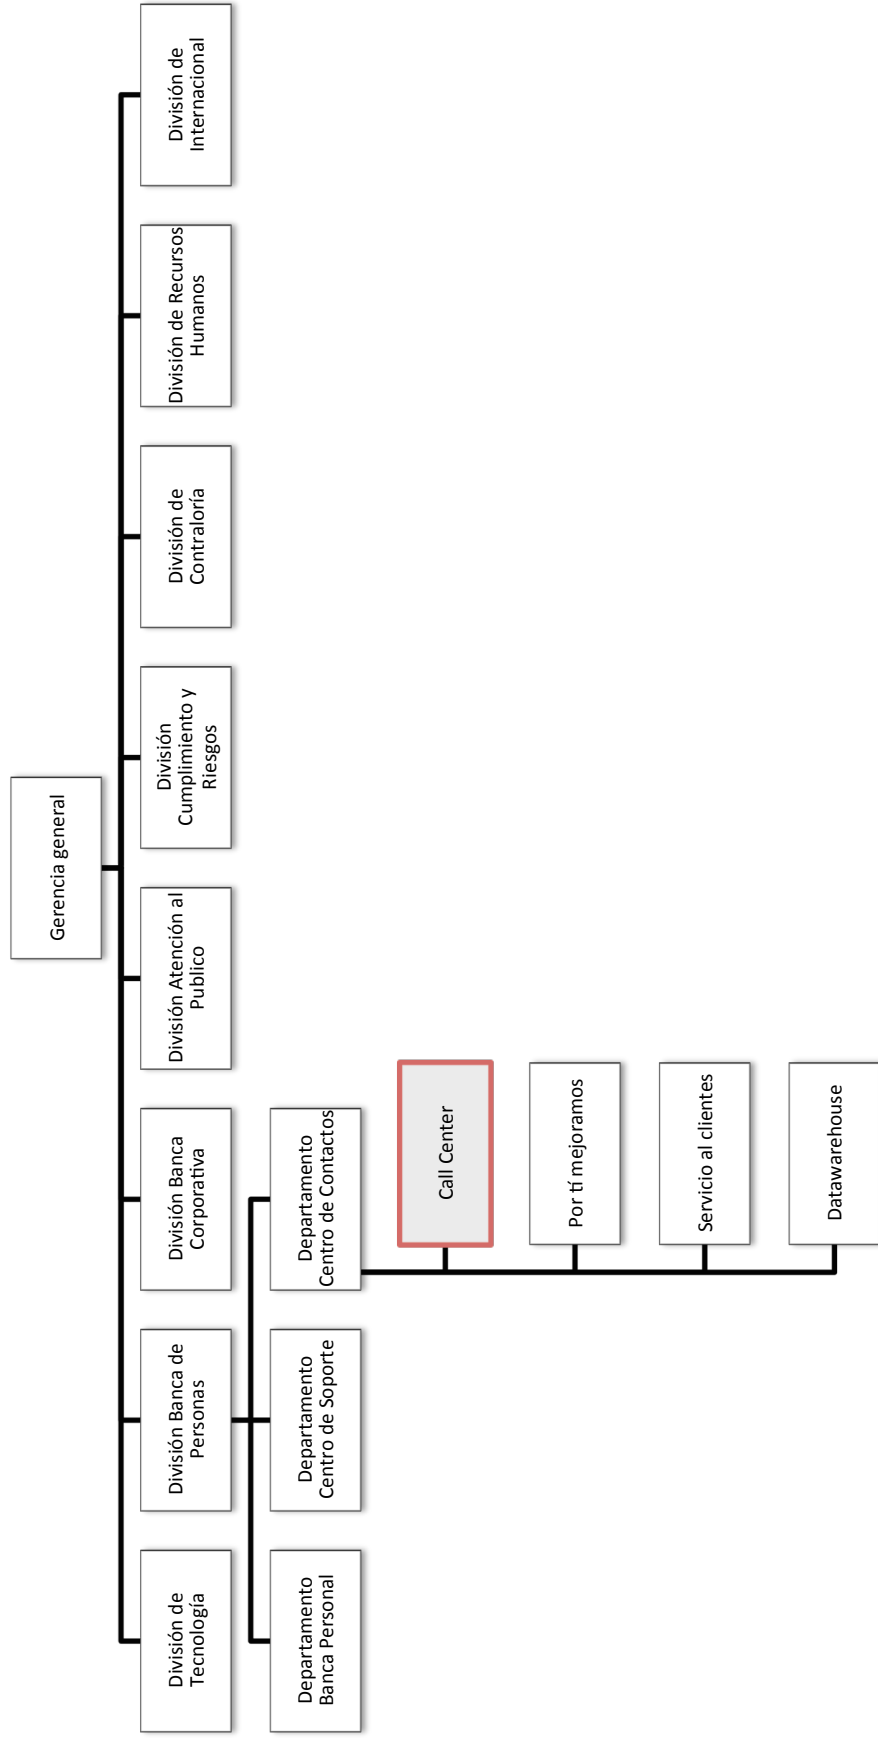 Gerencia general
División de
Tecnología
División Banca de
Personas
División Banca
Corporativa
División Atención al
Publico
División
Cumplimiento y
Riesgos
División de
Contraloría
División de Recursos
Humanos
División de
Internacional
Departamento
Banca Personal
Departamento
Centro de Soporte
Departamento
Centro de Contactos
Call Center
Por tí mejoramos
Servicio al clientes
Datawarehouse